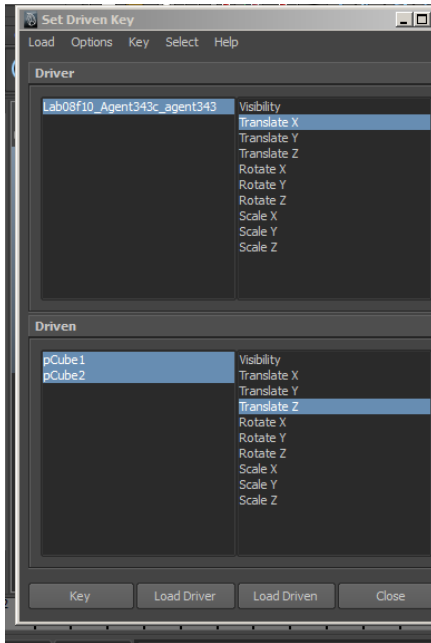 Set Driven Key
Load Options Key Select Help
Driver
Lab08f10_Agent343c_agent343
Visibility
Translate X
Translate Y
Translate Z
Rotate X
Rotate Y
Rotate Z
Scale X
Scale Y
Scale Z
Driven
pCube1
pCube2
Visibility
Translate X
Translate Y
Translate Z
Rotate X
Rotate Y
Rotate Z
Scale X
Scale Y
Scale Z
Key Load Driver Load Driven Close